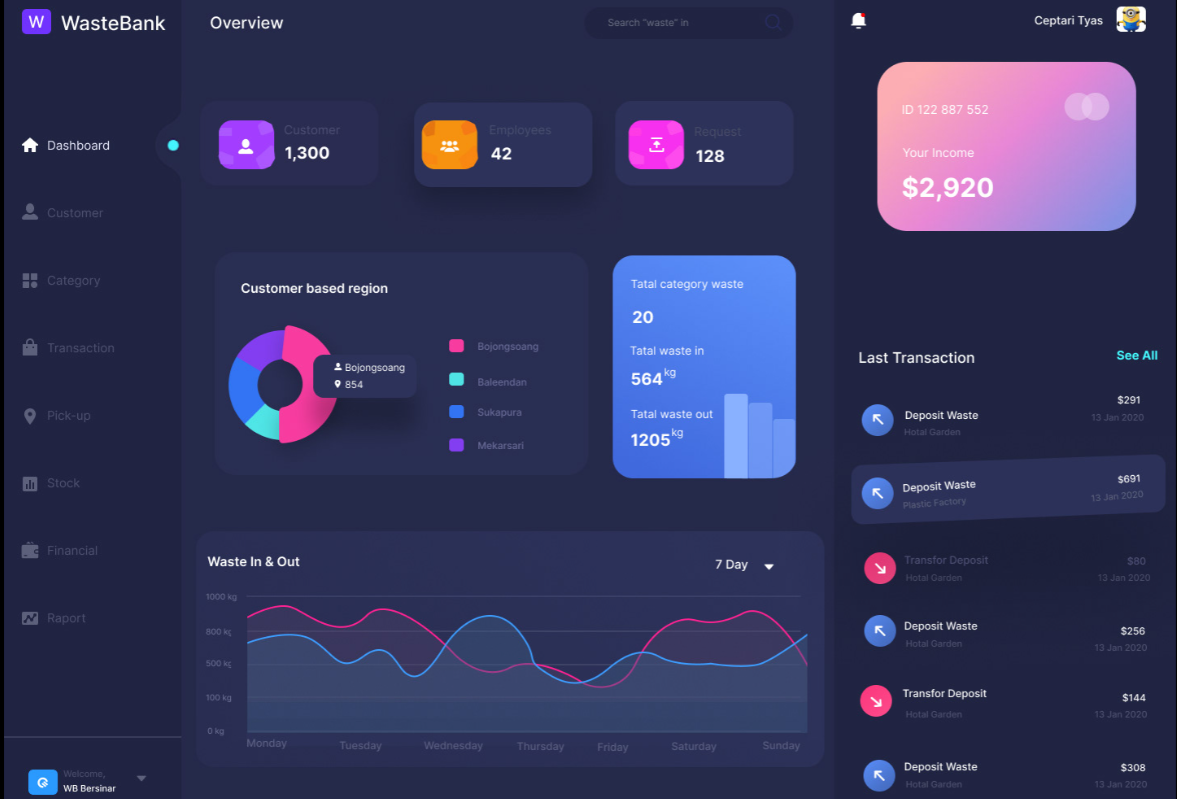 W WasteBank
Overview
Search "waste" in
Ceptari Tyas
Dashboard
Customer
Category
Transaction
Pick-up
Stock
Financial
Raport
Welcome,
WB Bersinar
Customer
1,300
Employees
42
Request
128
Customer based region
Bojongsoang
854
Bojongsoang
Baleendan
Sukapura
Mekarsari
Tatal category waste
20
Tatal waste in
564 kg
Tatal waste out
1205 kg
Waste In & Out
7 Day
1000 kg
800 kg
500 kg
100 kg
0 kg
Monday
Tuesday
Wednesday
Thursday
Friday
Saturday
Sunday
ID 122 887 552
Your Income
$2,920
Last Transaction
See All
Deposit Waste
$291
Hotal Garden
13 Jan 2020
Deposit Waste
$691
Plastic Factory
13 Jan 2020
Transfor Deposit
$80
Hotal Garden
13 Jan 2020
Deposit Waste
$256
Hotal Garden
13 Jan 2020
Transfor Deposit
$144
Hotal Garden
13 Jan 2020
Deposit Waste
$308
Hotal Garden
13 Jan 2020